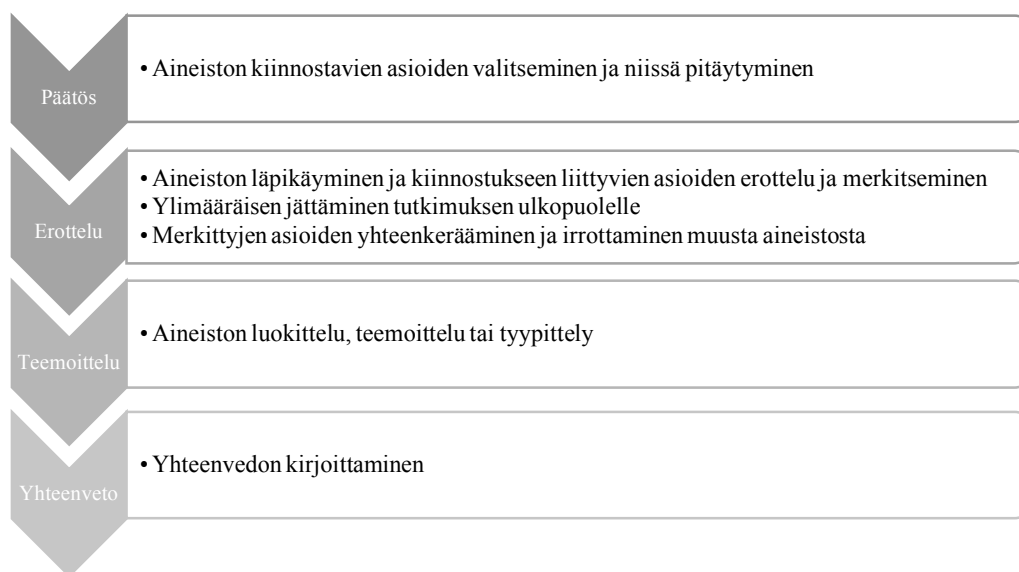 Päätös
• Aineiston kiinnostavien asioiden valitseminen ja niissä pitäytyminen
Erottelu
• Aineiston läpikäyminen ja kiinnostukseen liittyvien asioiden erottelu ja merkitseminen
• Ylimääräisen jättäminen tutkimuksen ulkopuolelle
• Merkittyjen asioiden yhteenkerääminen ja irrottaminen muusta aineistosta
Teemoittelu
• Aineiston luokittelu, teemoittelu tai tyypittely
Yhteenveto
• Yhteenvedon kirjoittaminen